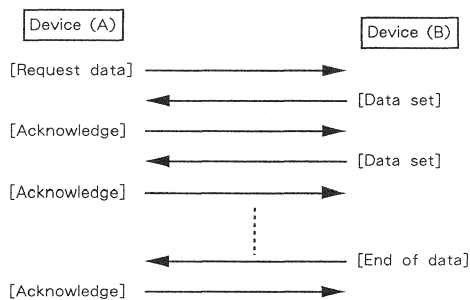 Device (A)
Device (B)
[Request data]
[Data set]
[Acknowledge]
[Data set]
[Acknowledge]
[End of data]
[Acknowledge]